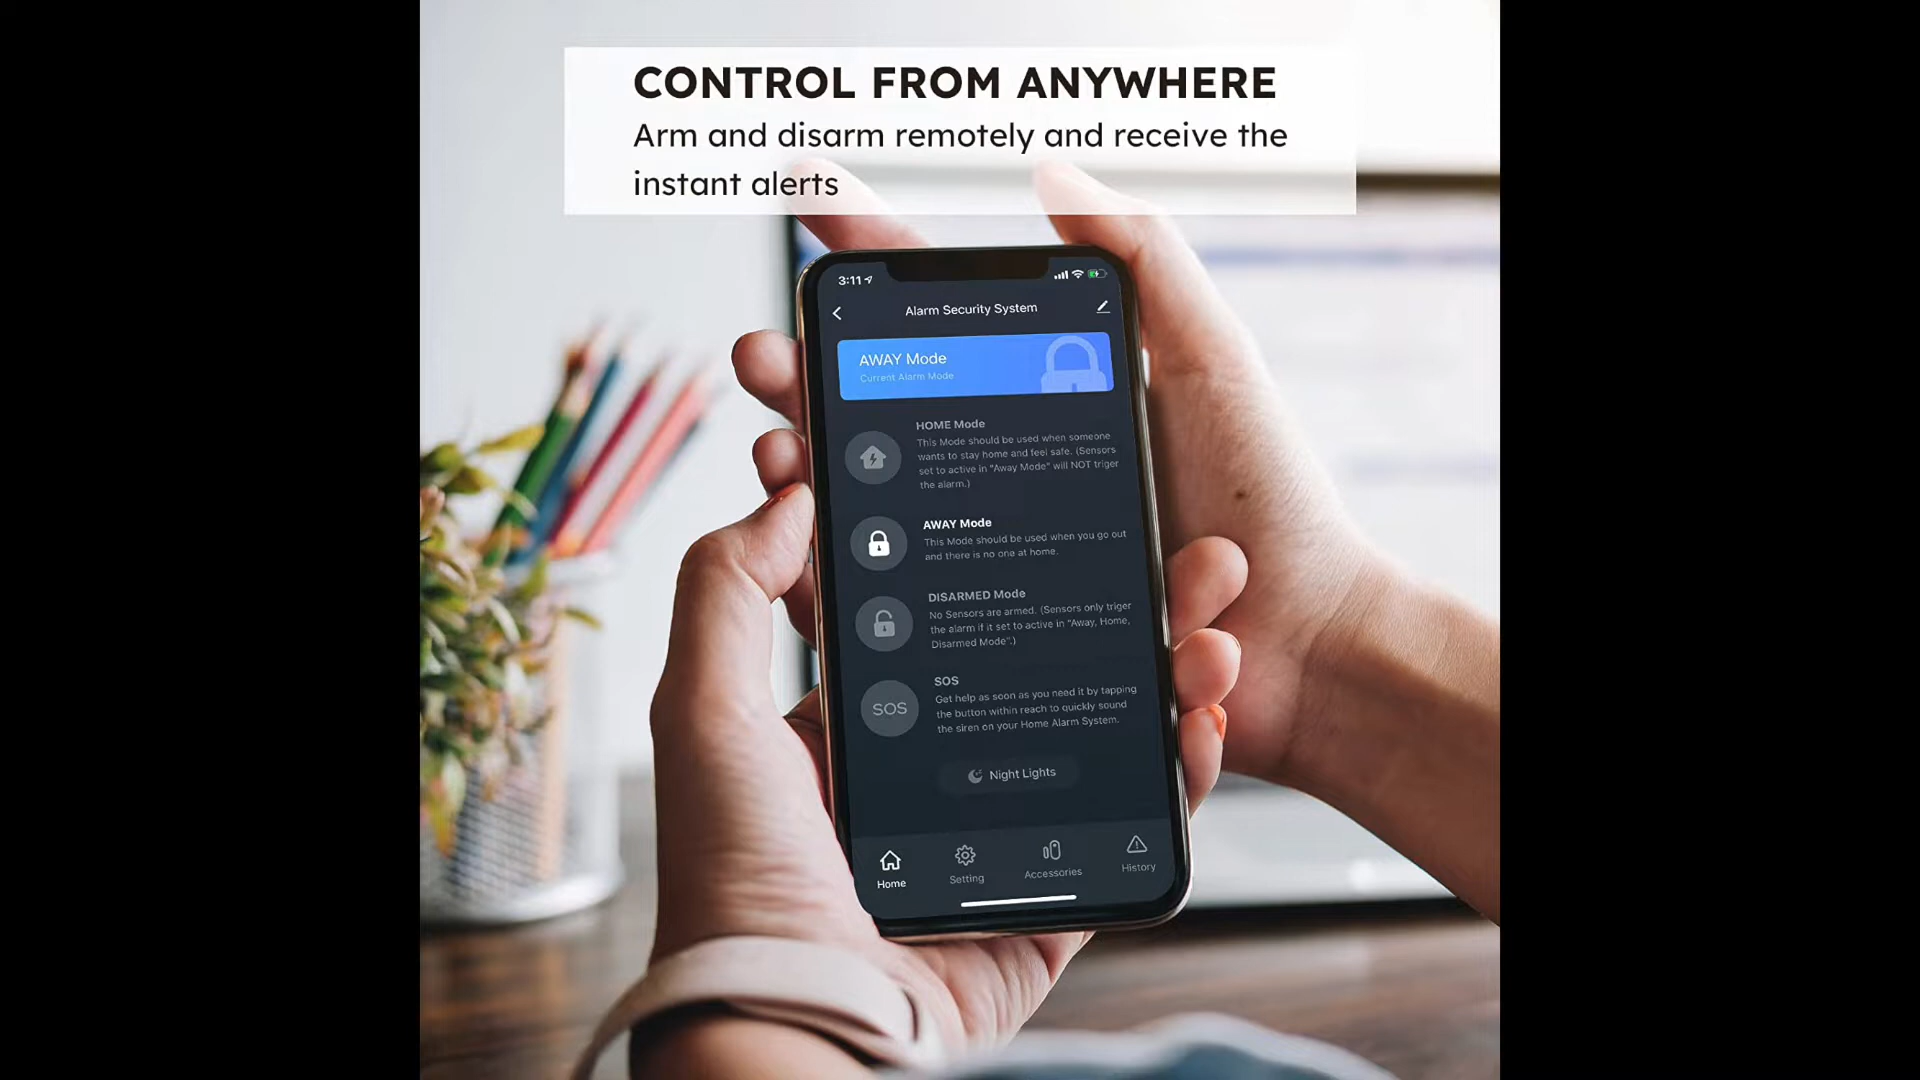 CONTROL FROM ANYWHERE
Arm and disarm remotely and receive the
instant alerts
3:11
Alarm Security System
AWAY Mode
Current Alarm Mode
HOME Mode
This Mode should be used when someone
wants to stay home and feel safe. (Sensors
set to active in "Away Mode" will NOT triger
the alarm.)
AWAY Mode
This Mode should be used when you go out
and there is no one at home.
DISARMED Mode
No Sensors are armed. (Sensors only triger
the alarm if it set to active in "Away, Home,
Disarmed Mode".)
SOS
SOS
Get help as soon as you need it by tapping
the button within reach to quickly sound
the siren on your Home Alarm System.
Night Lights
Home
Setting
Accessories
History